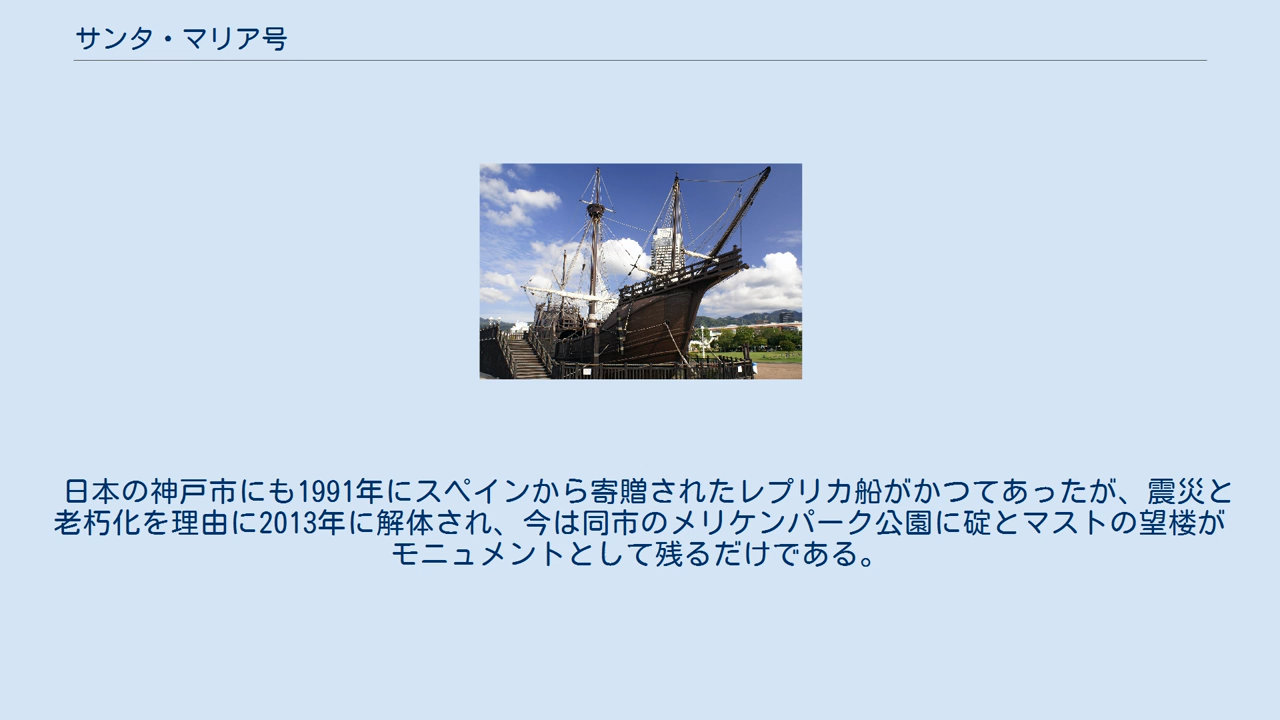 サンタ・マリア号
日本の神戸市にも1991年にスペインから寄贈されたレプリカ船がかつてあったが、震災と
老朽化を理由に2013年に解体され、今は同市のメリケンパーク公園に碇とマストの望楼が
モニュメントとして残るだけである。